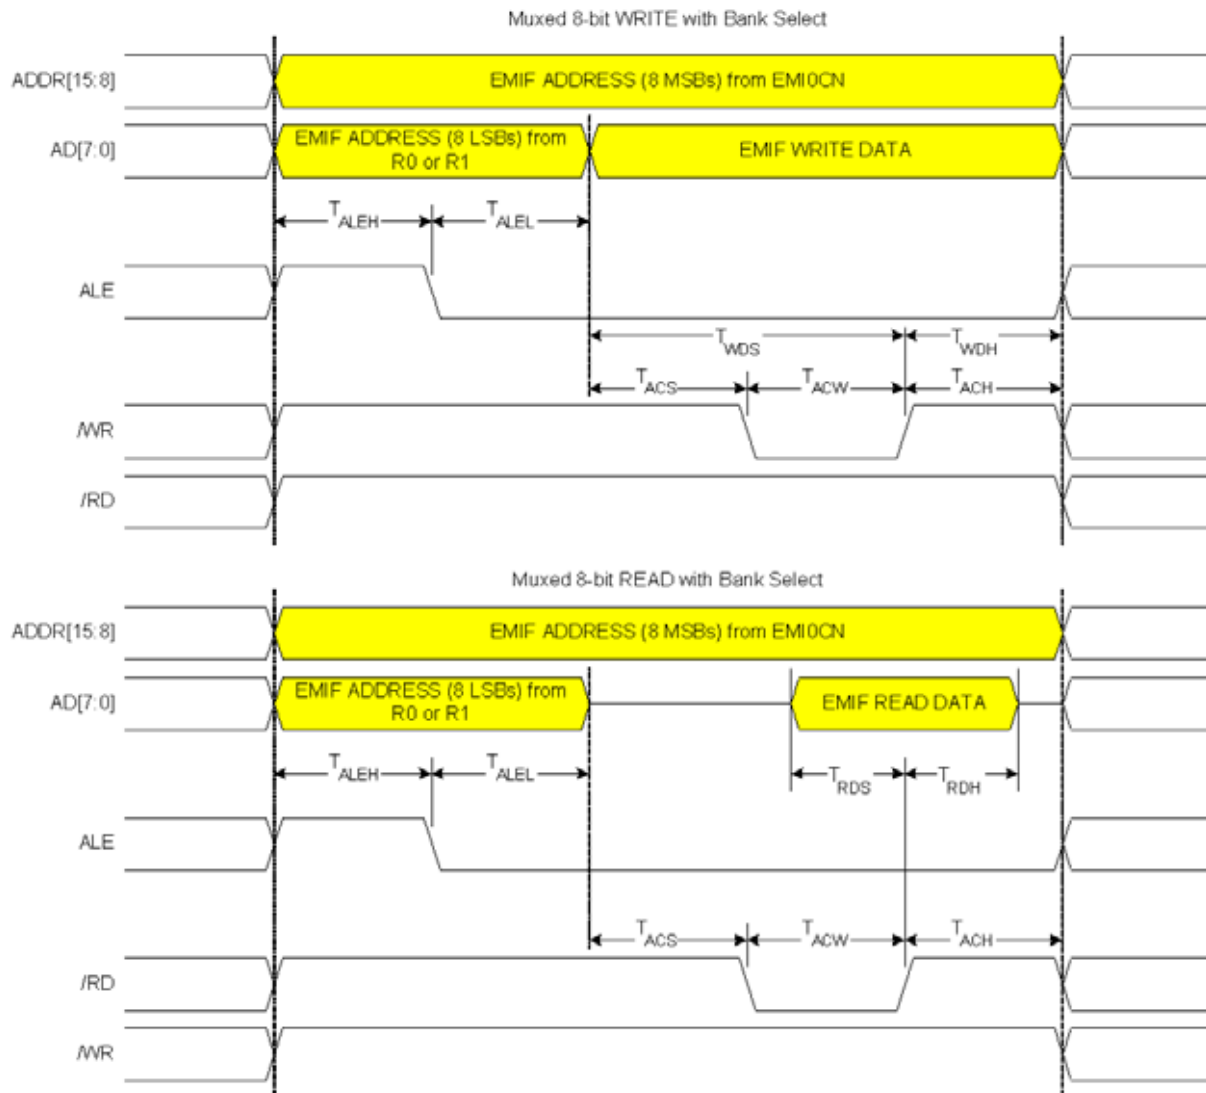 Muxed 8-bit WRITE with Bank Select
ADDR[15:8]
EMIF ADDRESS (8 MSBs) from EMI0CN
AD[7:0]
EMIF ADDRESS (8 LSBs) from
R0 or R1
EMIF WRITE DATA
TALEH
TALEL
ALE
TWDS
TWDH
TACS
TACW
TACH
/WR
/RD
Muxed 8-bit READ with Bank Select
ADDR[15:8]
EMIF ADDRESS (8 MSBs) from EMI0CN
AD[7:0]
EMIF ADDRESS (8 LSBs) from
R0 or R1
EMIF READ DATA
TALEH
TALEL
TRDS
TRDH
ALE
TACS
TACW
TACH
/RD
/WR